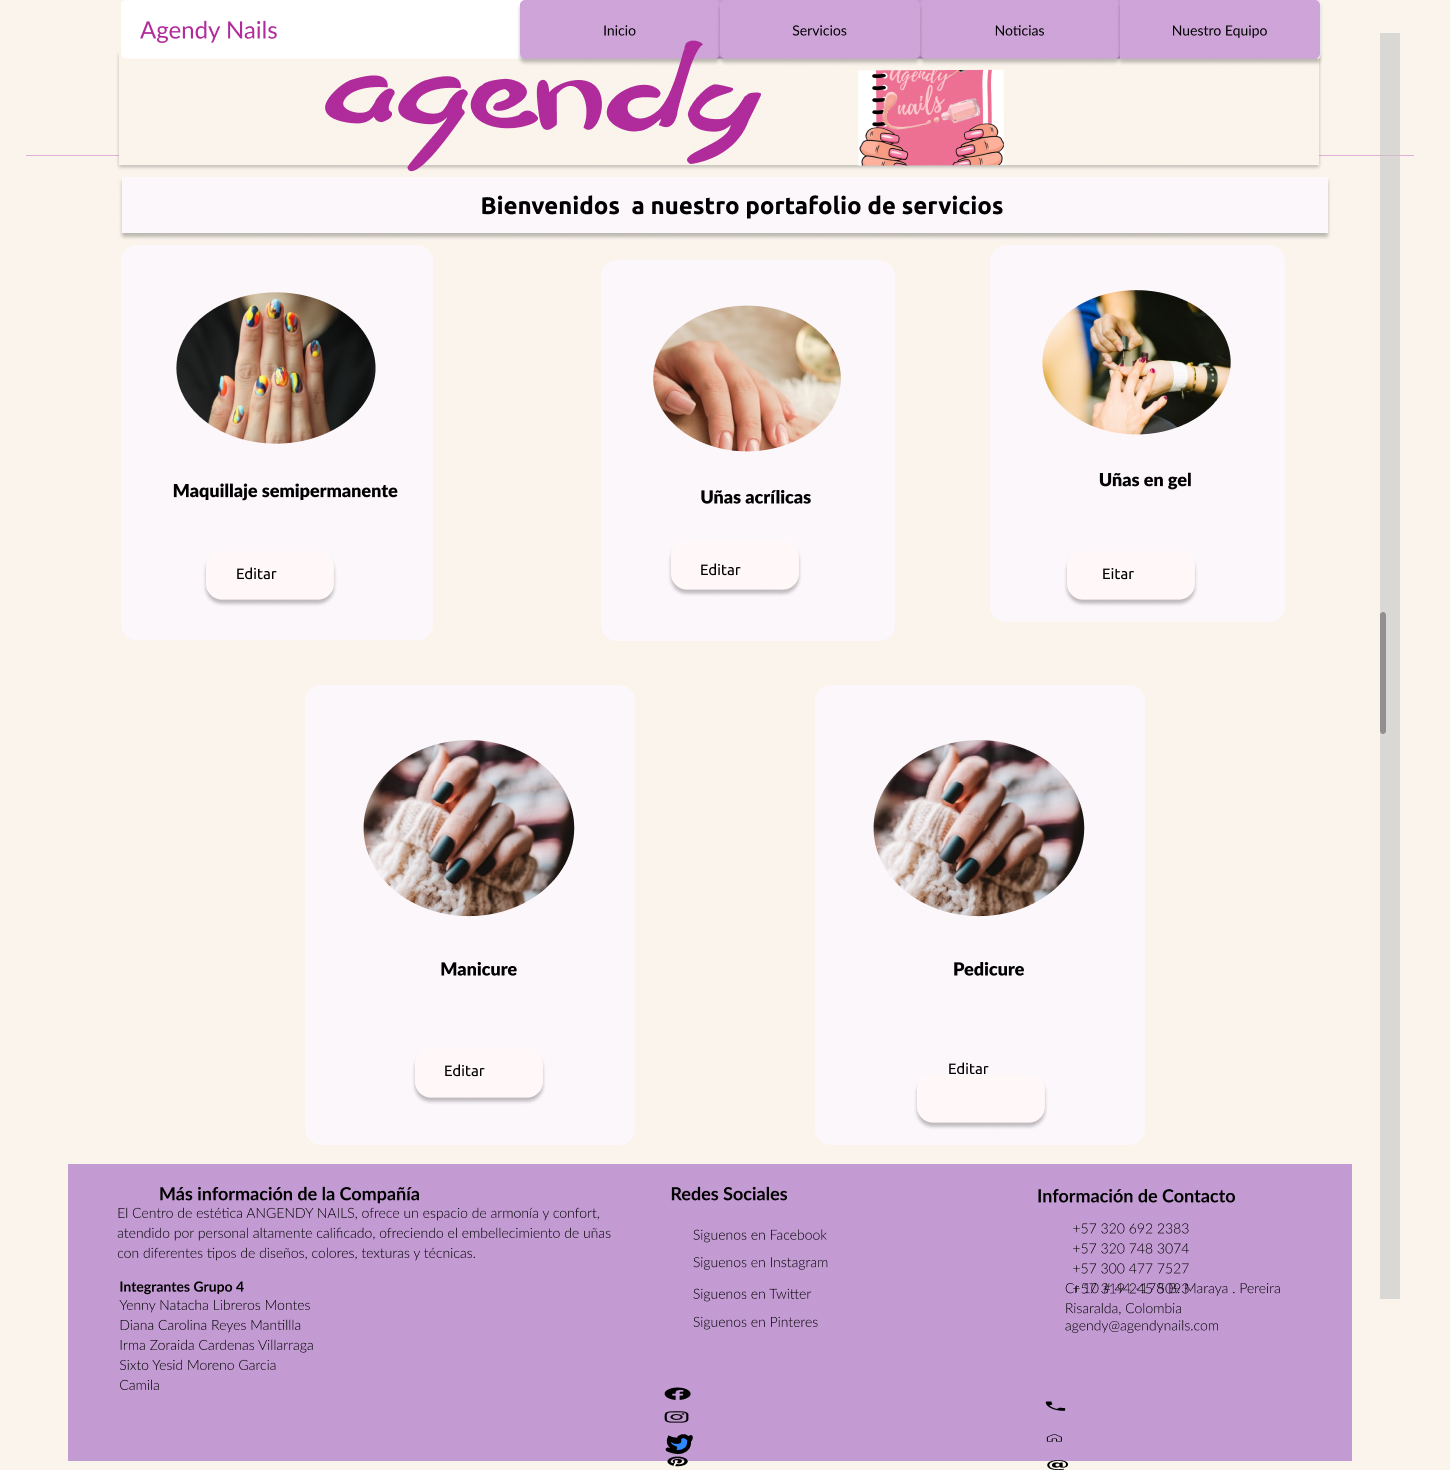 Agendy Nails
Inicio
Servicios
Noticias
Nuestro Equipo
agendy
agendy
nails
Bienvenidos a nuestro portafolio de servicios
Maquillaje semipermanente
Uñas acrílicas
Uñas en gel
Editar
Editar
Eitar
Manicure
Pedicure
Editar
Editar
Más información de la Compañía
El Centro de estética ANGENDY NAILS, ofrece un espacio de armonía y confort,
atendido por personal altamente calificado, ofreciendo el embellecimiento de uñas
con diferentes tipos de diseños, colores, texturas y técnicas.
Integrantes Grupo 4
Yenny Natacha Libreros Montes
Diana Carolina Reyes Mantillla
Irma Zoraida Cardenas Villarraga
Sixto Yesid Moreno Garcia
Camila
Redes Sociales
Siguenos en Facebook
Siguenos en Instagram
Siguenos en Twitter
Siguenos en Pinteres
Información de Contacto
+57 320 692 2383
+57 320 748 3074
+57 300 477 7527
Maraya . Pereira
Risaralda, Colombia
agendy@agendynails.com